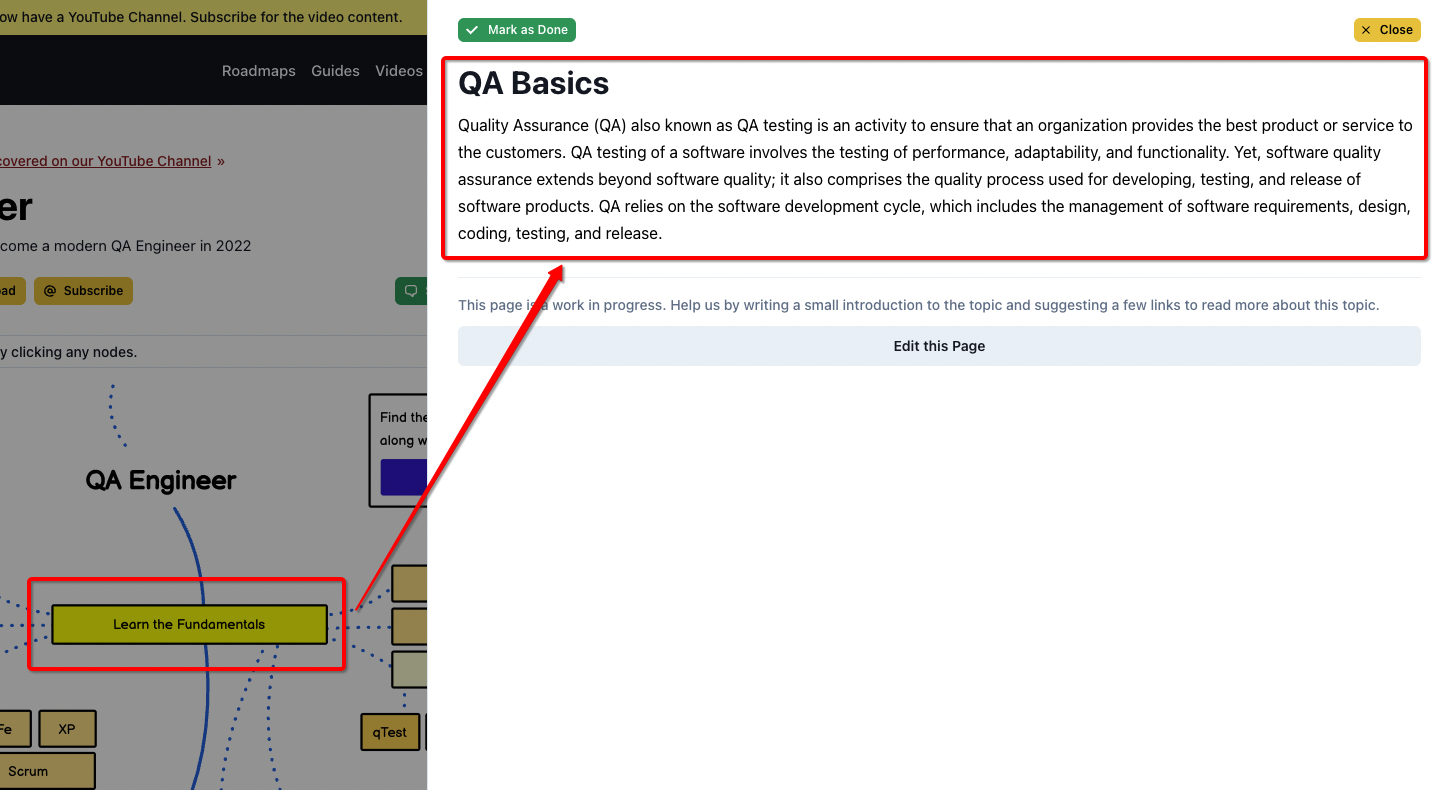 ow have a YouTube Channel. Subscribe for the video content.
Roadmaps Guides Videos
covered on our YouTube Channel »
er
come a modern QA Engineer in 2022
ad @ Subscribe
y clicking any nodes.
Find the
along w
QA Engineer
Learn the Fundamentals
Fe XP
qTest
Scrum
Mark as Done
Close
QA Basics
Quality Assurance (QA) also known as QA testing is an activity to ensure that an organization provides the best product or service to
the customers. QA testing of a software involves the testing of performance, adaptability, and functionality. Yet, software quality
assurance extends beyond software quality; it also comprises the quality process used for developing, testing, and release of
software products. QA relies on the software development cycle, which includes the management of software requirements, design,
coding, testing, and release.
This page is a work in progress. Help us by writing a small introduction to the topic and suggesting a few links to read more about this topic.
Edit this Page